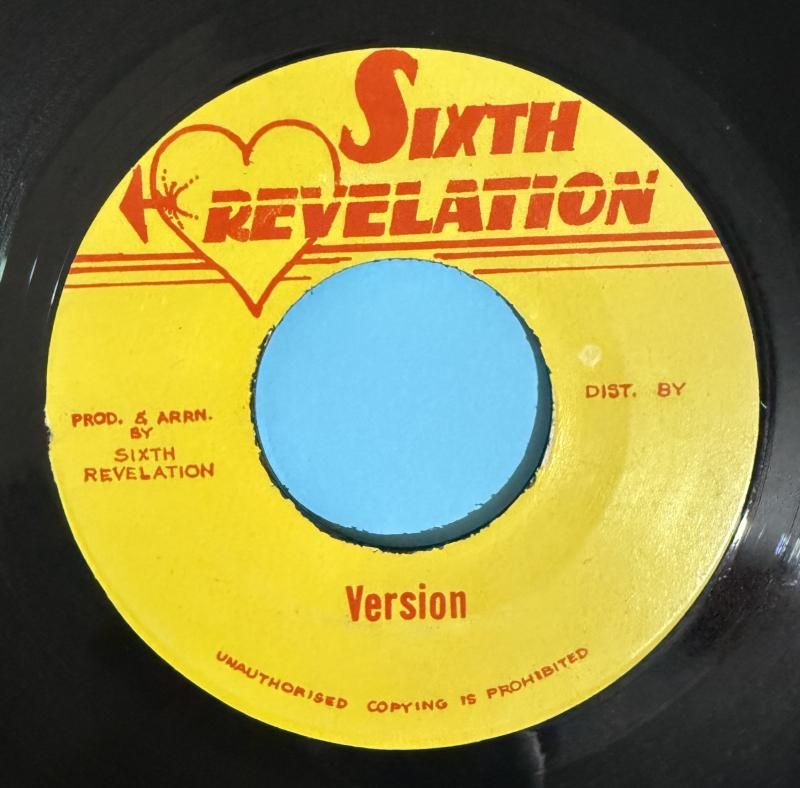 SIXTH
REVELATION
PROD. & ARRN.
BY
SIXTH
REVELATION
DIST. BY
Version
UNAUTHORISED COPYING IS PROHIBITED